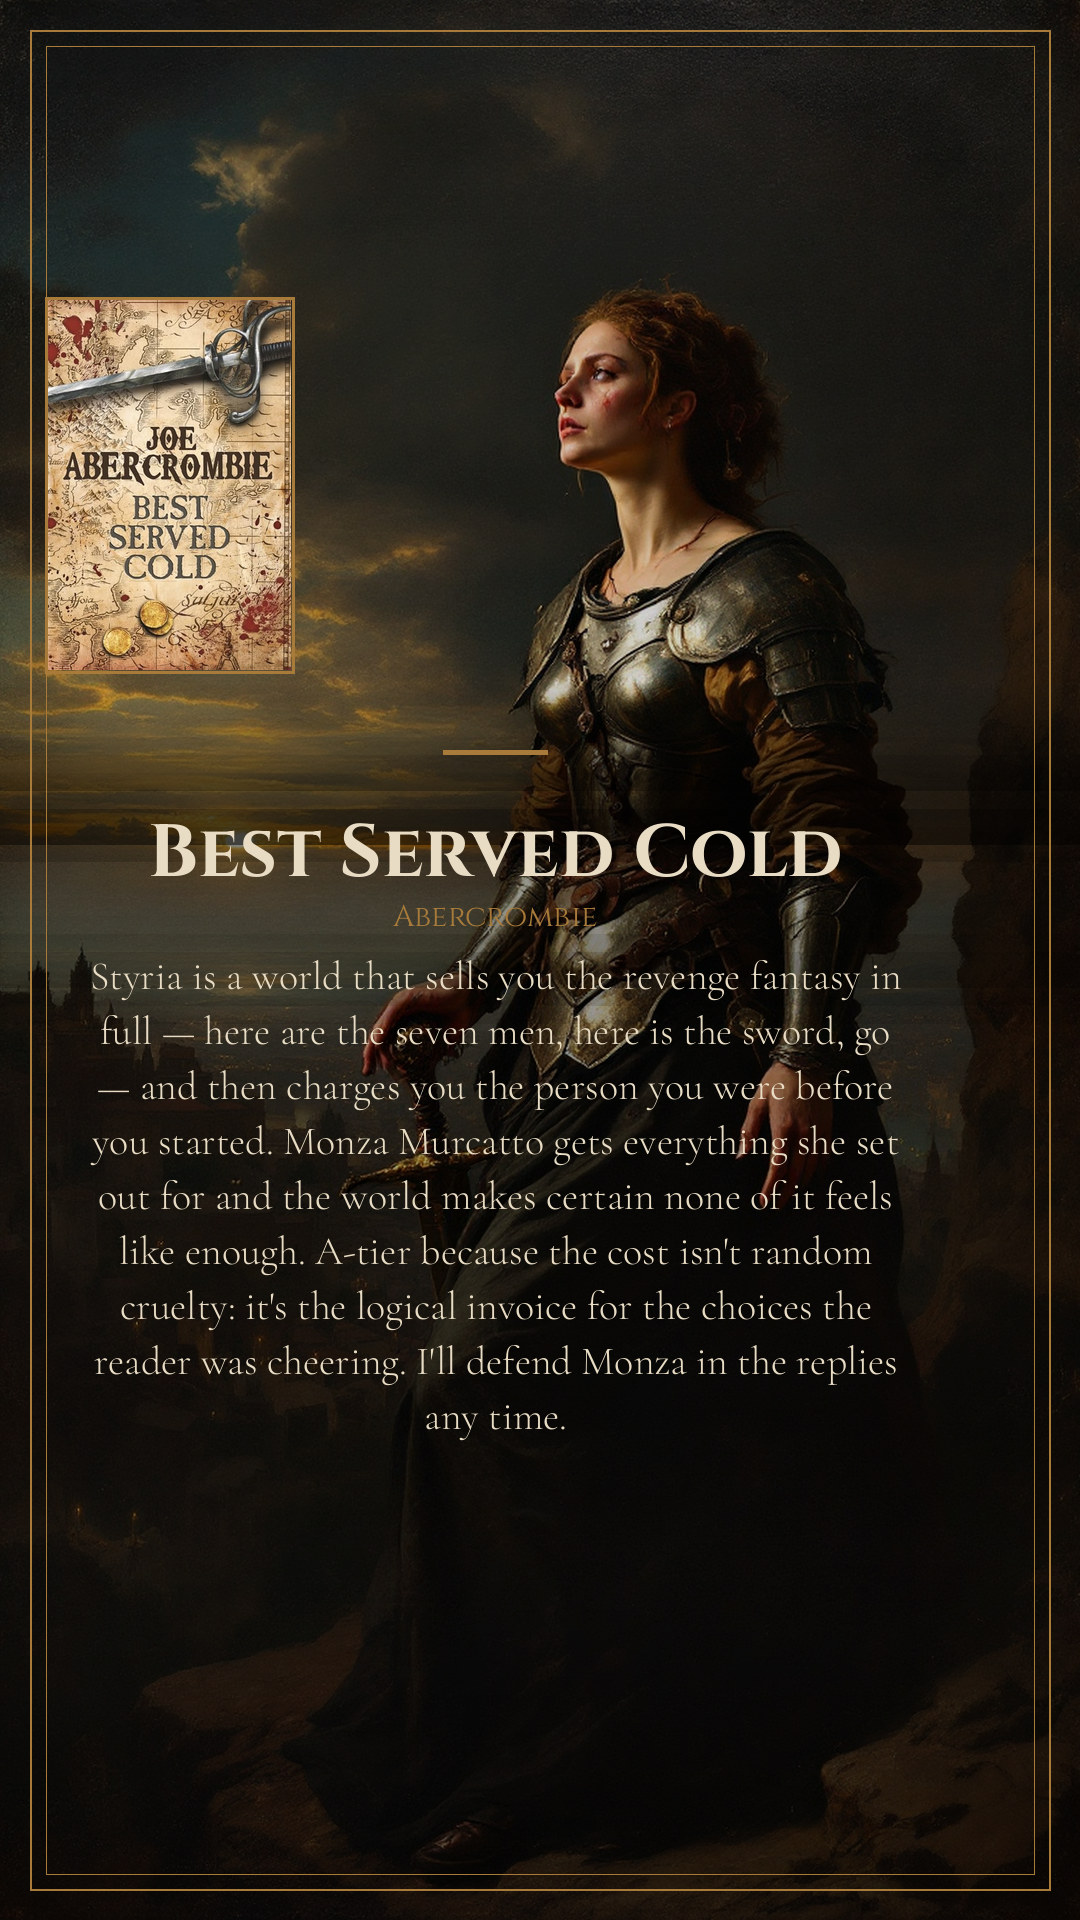 JOE
ABERCROMBIE
BEST
SERVED
COLD
Best Served Cold
Abercrombie
Styria is a world that sells you the revenge fantasy in
full — here are the seven men, here is the sword, go
— and then charges you the person you were before
you started. Monza Murcatto gets everything she set
out for and the world makes certain none of it feels
like enough. A-tier because the cost isn't random
cruelty: it's the logical invoice for the choices the
reader was cheering. I'll defend Monza in the replies
any time.